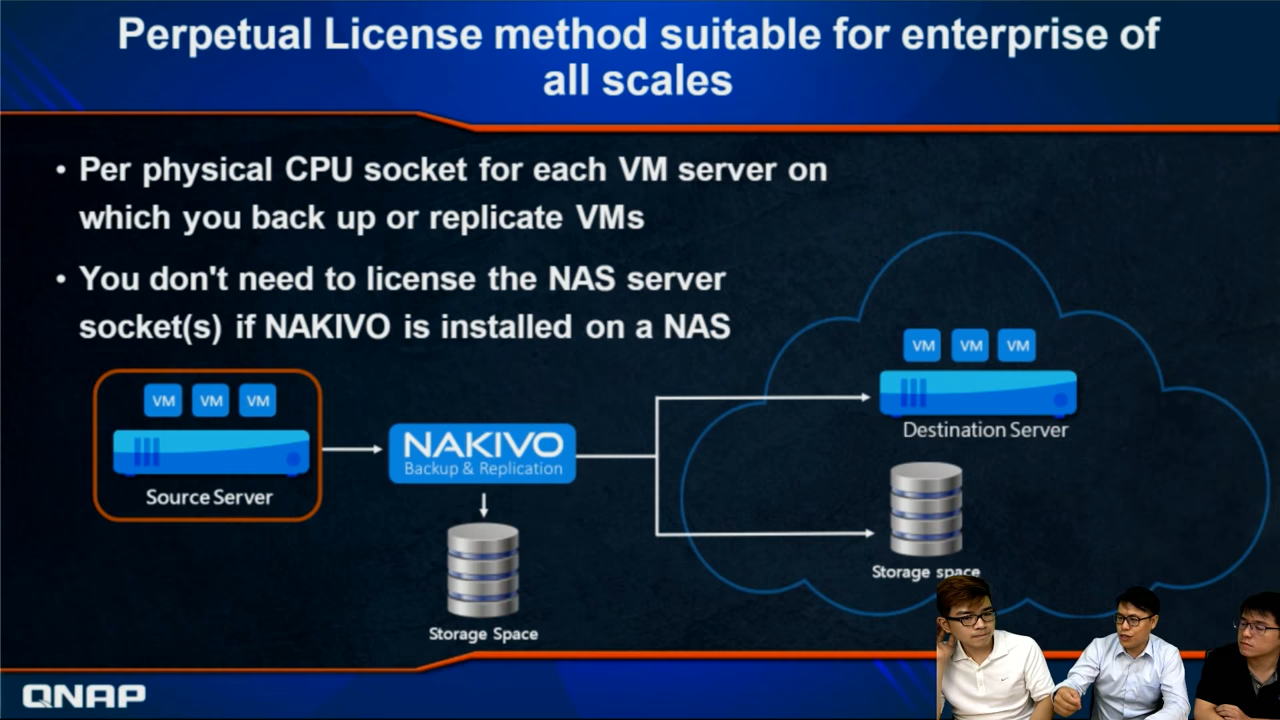 Perpetual License method suitable for enterprise of
all scales
• Per physical CPU socket for each VM server on
which you back up or replicate VMs
• You don't need to license the NAS server
socket(s) if NAKIVO is installed on a NAS
VM VM VM
Source Server
NAKIVO
Backup & Replication
Storage Space
VM VM VM
Destination Server
Storage space
QNAP